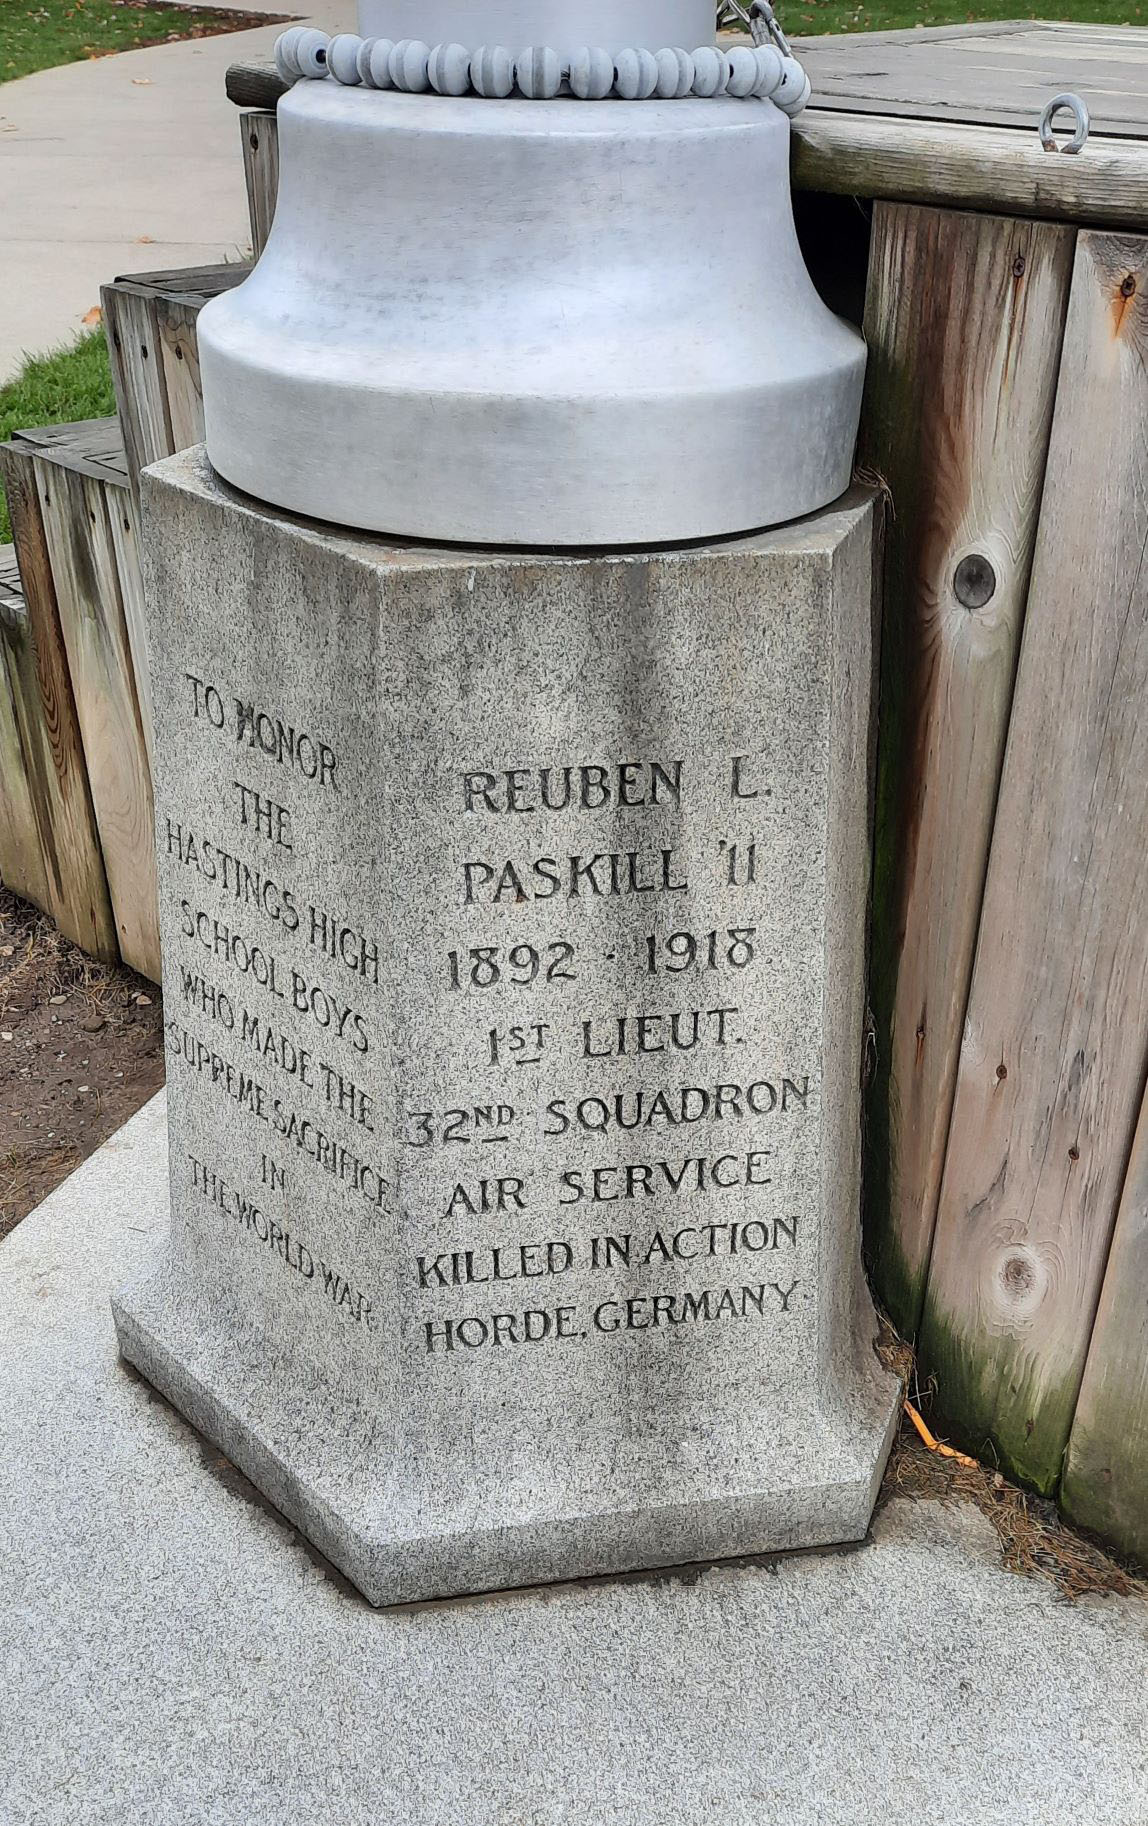 TO HONOR
THE
HASTINGS HIGH
SCHOOL BOYS
WHO MADE THE
SUPREME SACRIFICE
IN
THE WORLD WAR
REUBEN L.
PASKILL '11
1892 · 1918
1ST LIEUT.
32ND SQUADRON
AIR SERVICE
KILLED IN ACTION
HORDE, GERMANY